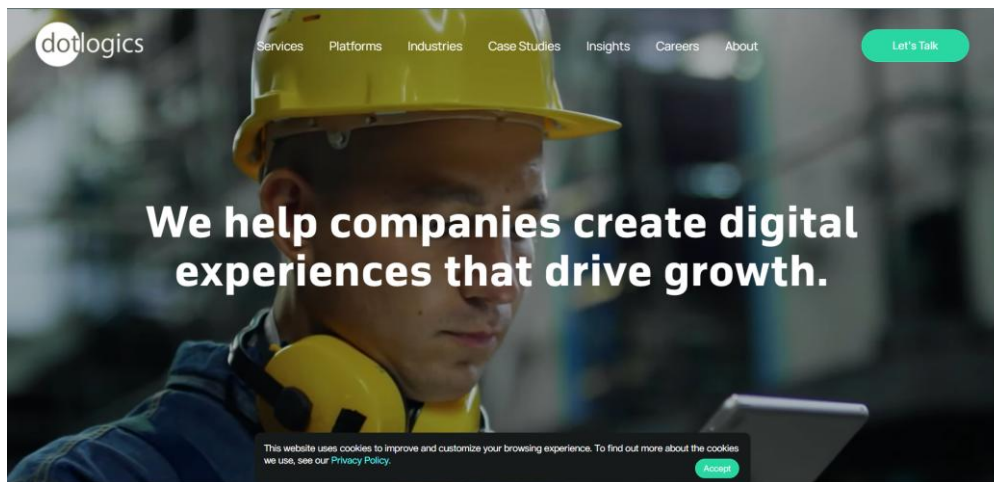 dotlogics
Services
Platforms
Industries
Case Studies
Insights
Careers
About
Let's Talk
We help companies create digital
experiences that drive growth.
This website uses cookies to improve and customize your browsing experience. To find out more about the cookies
we use, see our Privacy Policy.
Accept